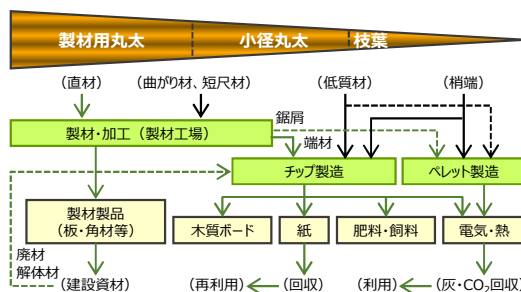 製材用丸太 小径丸太 枝葉
(直材) (曲がり材、短尺材) (低質材) (梢端)
鋸屑
製材・加工(製材工場)
端材
チップ製造 ペレット製造
製材製品
(板・角材等)
木質ボード 紙 肥料・飼料 電気・熱
廃材
解体材
(建設資材) (再利用) (回収) (利用) (灰・CO₂回収)